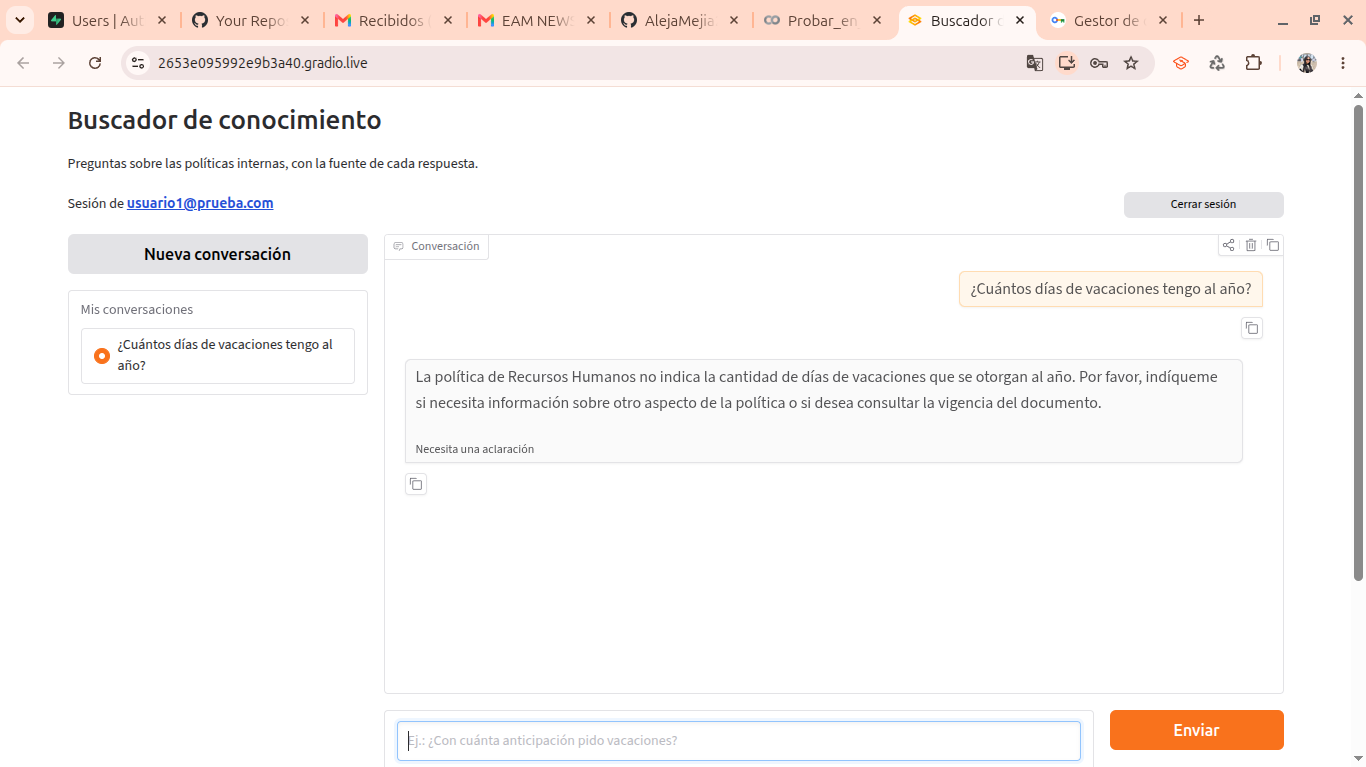 Users | Aut
Your Repo
Recibidos
EAM NEWS
AlejaMejia
Probar_en
Buscador c
Gestor de
2653e095992e9b3a40.gradio.live
Buscador de conocimiento
Preguntas sobre las políticas internas, con la fuente de cada respuesta.
Sesión de usuario1@prueba.com
Cerrar sesión
Nueva conversación
Mis conversaciones
¿Cuántos días de vacaciones tengo al
año?
Conversación
¿Cuántos días de vacaciones tengo al año?
La política de Recursos Humanos no indica la cantidad de días de vacaciones que se otorgan al año. Por favor, indíqueme
si necesita información sobre otro aspecto de la política o si desea consultar la vigencia del documento.
Necesita una aclaración
Ej.: ¿Con cuánta anticipación pido vacaciones?
Enviar